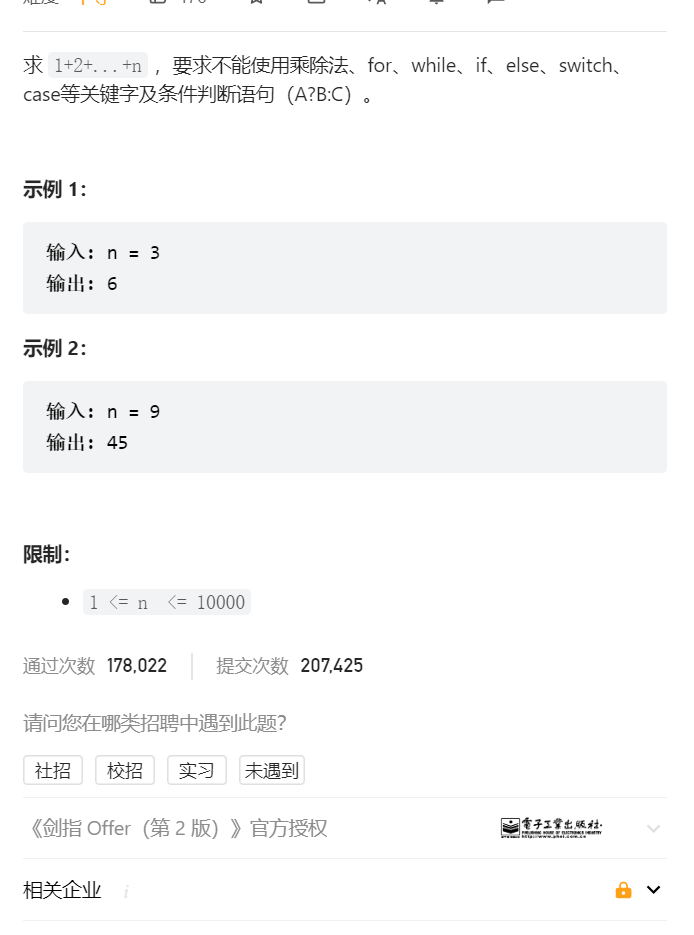 求 1+2+...+n ，要求不能使用乘除法、for、while、if、else、switch、
case等关键字及条件判断语句（A?B:C）。
示例 1：
输入: n = 3
输出: 6
示例 2：
输入: n = 9
输出: 45
限制：
1 <= n <= 10000
通过次数 178,022 提交次数 207,425
请问您在哪类招聘中遇到此题？
社招 校招 实习 未遇到
《剑指 Offer（第 2 版）》官方授权 電子工業出版社
相关企业 i